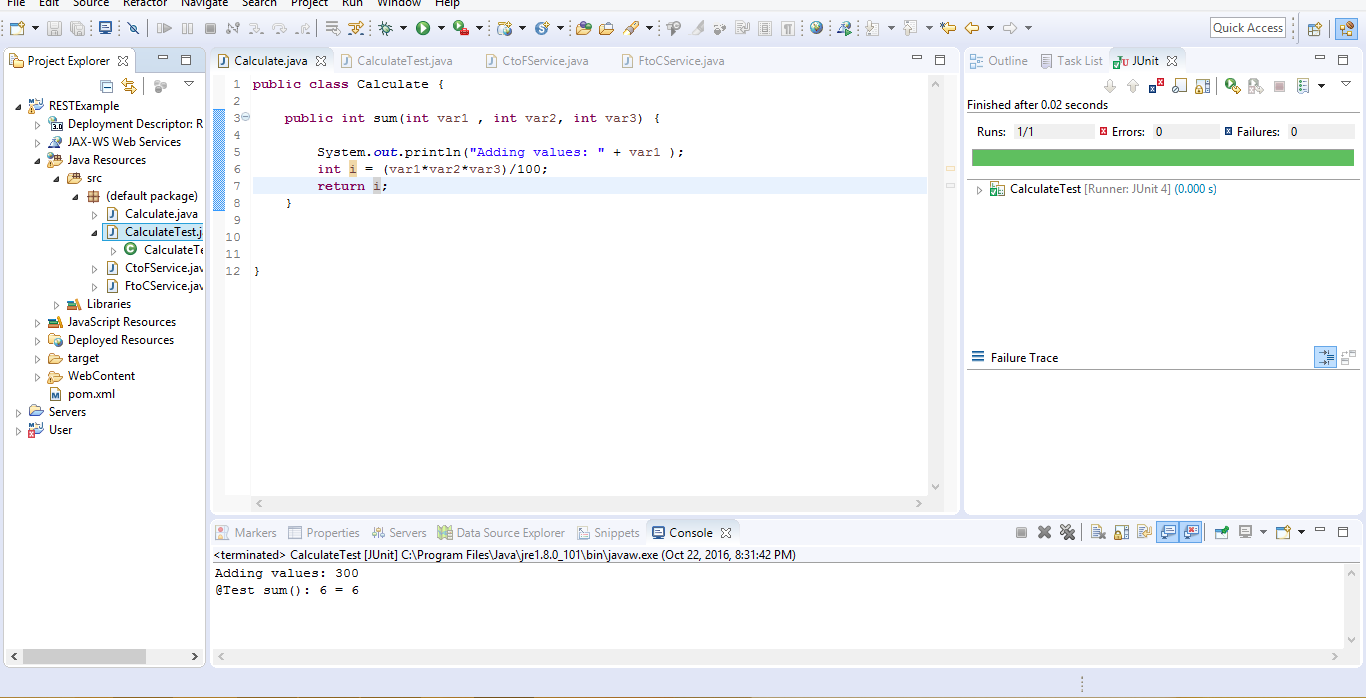 File Edit Source Refactor Navigate Search Project Run Window Help
Quick Access
Project Explorer
RESTExample
Deployment Descriptor: R
JAX-WS Web Services
Java Resources
src
(default package)
Calculate.java
CalculateTest.j
CalculateTe
CtoFService.jav
FtoCService.jav
Libraries
JavaScript Resources
Deployed Resources
target
WebContent
pom.xml
Servers
User
Calculate.java CalculateTest.java CtoFService.java FtoCService.java
1 public class Calculate {
2
3 public int sum(int var1 , int var2, int var3) {
4
5 System.out.println("Adding values: " + var1 );
6 int i = (var1*var2*var3)/100;
7 return i;
8 }
9
10
11
12 }
Outline Task List JUnit
Finished after 0.02 seconds
Runs: 1/1 Errors: 0 Failures: 0
CalculateTest [Runner: JUnit 4] (0.000 s)
Failure Trace
Markers Properties Servers Data Source Explorer Snippets Console
<terminated> CalculateTest [JUnit] C:\Program Files\Java\jre1.8.0_101\bin\javaw.exe (Oct 22, 2016, 8:31:42 PM)
Adding values: 300
@Test sum(): 6 = 6